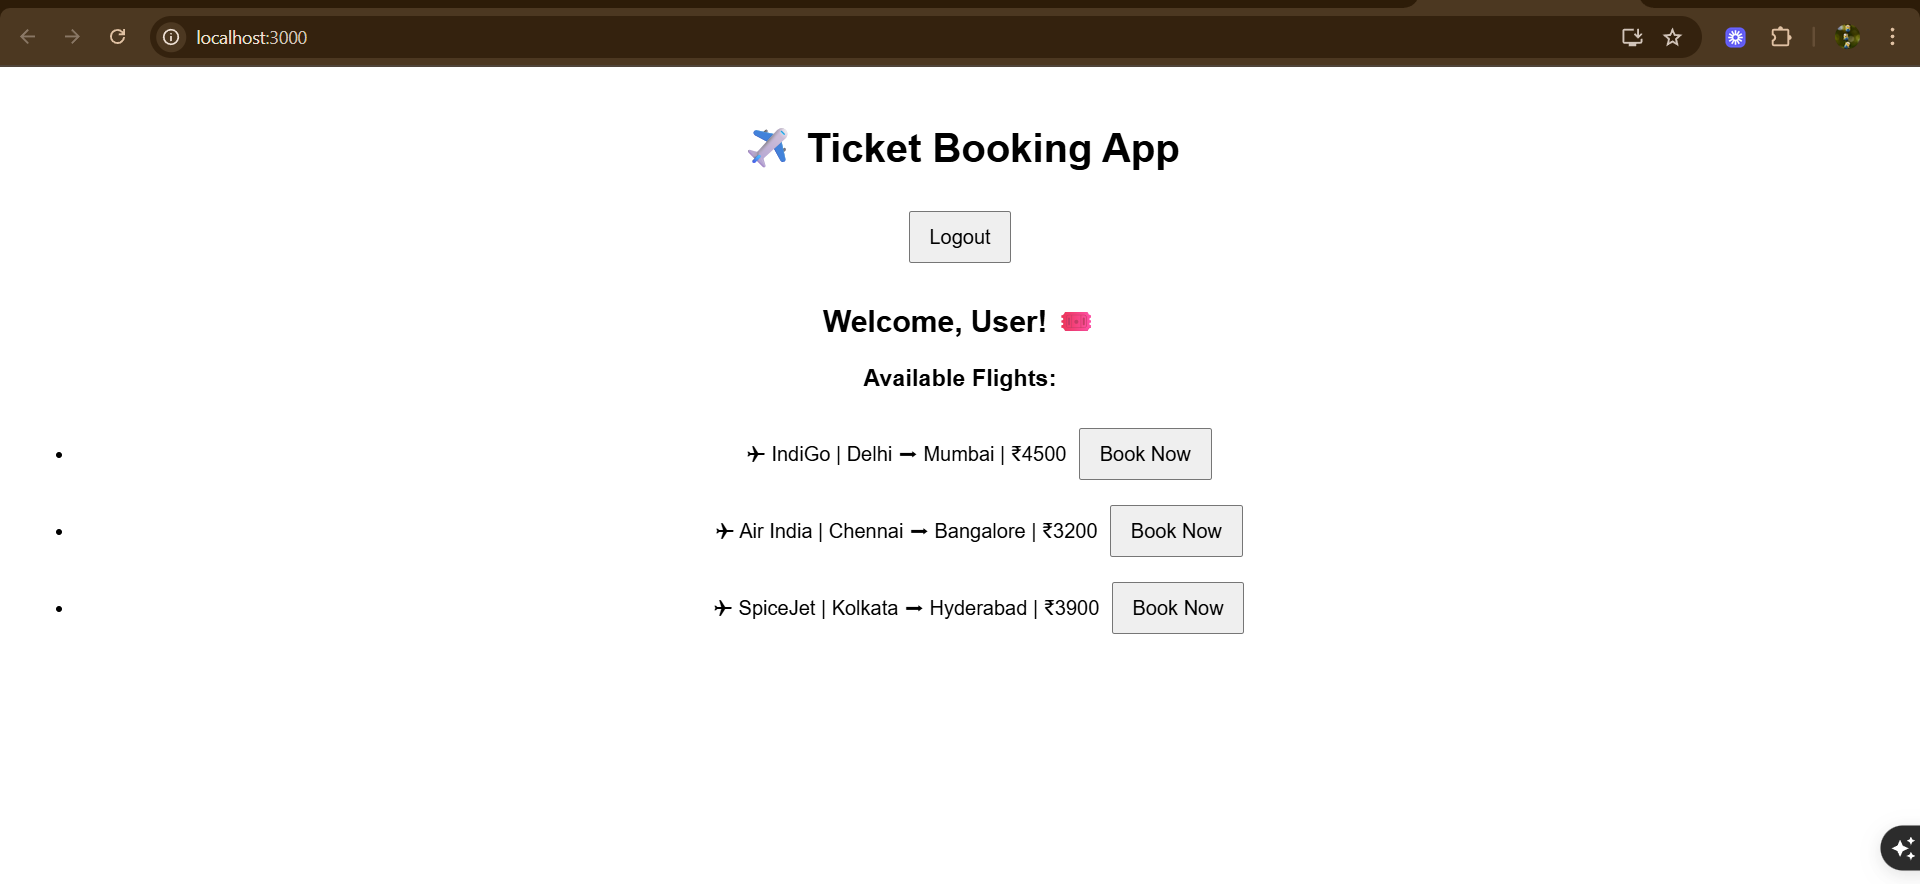 localhost:3000
✈️ Ticket Booking App
Logout
Welcome, User! 🎟️
Available Flights:
• ✈ IndiGo | Delhi ➡ Mumbai | ₹4500 Book Now
• ✈ Air India | Chennai ➡ Bangalore | ₹3200 Book Now
• ✈ SpiceJet | Kolkata ➡ Hyderabad | ₹3900 Book Now